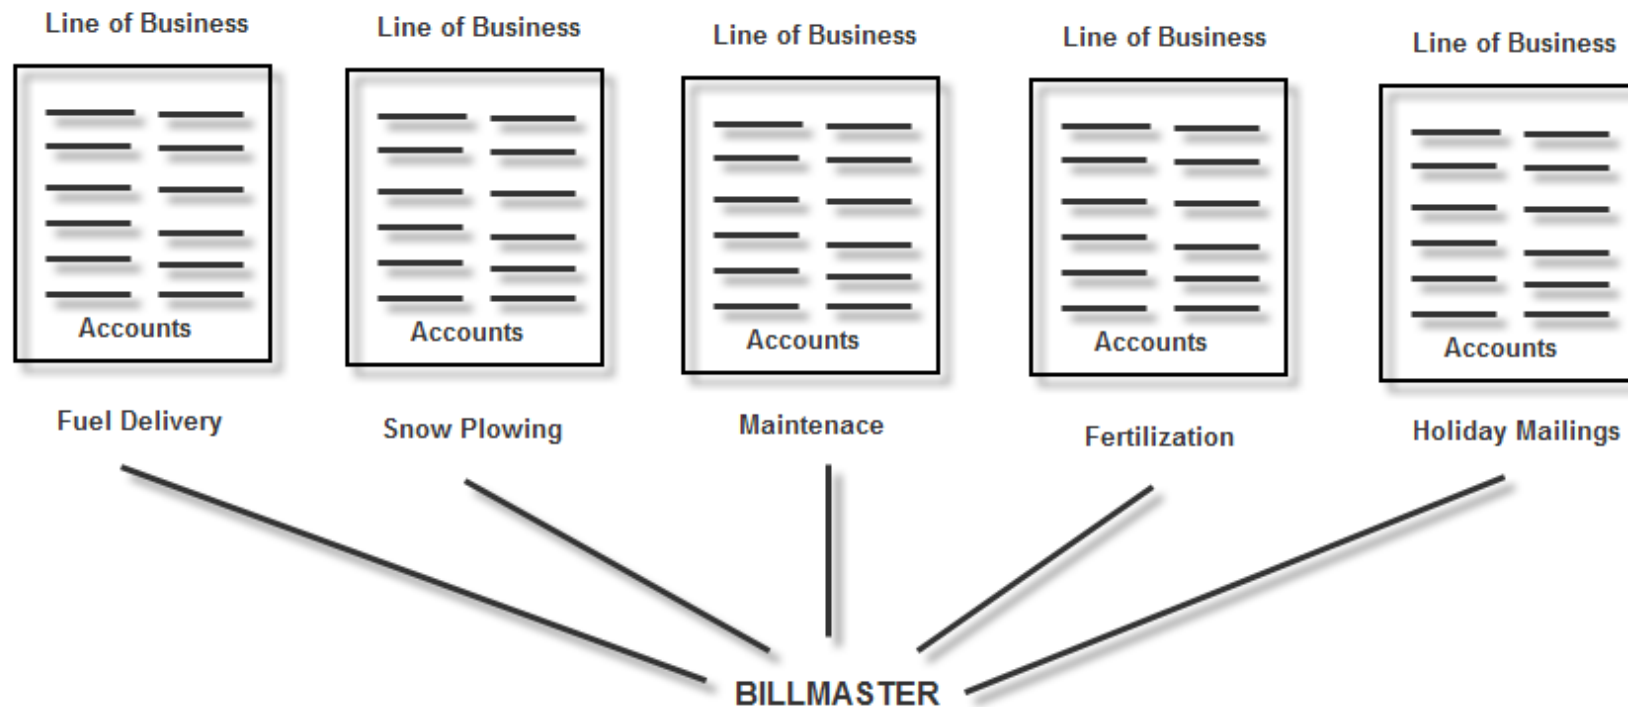 Line of Business
Line of Business
Line of Business
Line of Business
Line of Business
Accounts
Accounts
Accounts
Accounts
Accounts
Fuel Delivery
Snow Plowing
Maintenace
Fertilization
Holiday Mailings
BILLMASTER